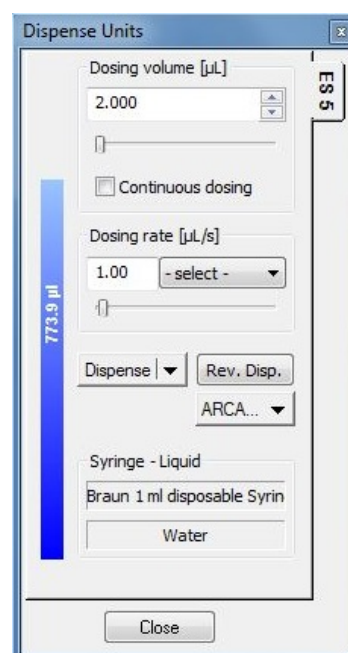 Dispense Units
ES 5
Dosing volume [µL]
2.000
Continuous dosing
Dosing rate [µL/s]
1.00 - select -
773.9 µl
Dispense Rev. Disp.
ARCA...
Syringe - Liquid
Braun 1 ml disposable Syrin
Water
Close